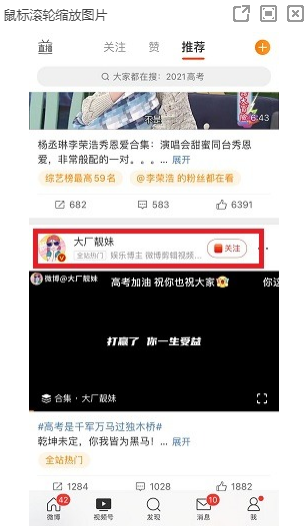 鼠标滚轮缩放图片
直播
关注
赞
推荐
大家都在搜：2021高考
不是
6:43
杨丞琳李荣浩秀恩爱合集：演唱会甜蜜同台秀恩
爱，非常般配的一对。。。... 展开
综艺榜最高59名
@李荣浩 的粉丝都在看
682
583
6391
大厂靓妹
全站热门
娱乐博主 微博剪辑视频...
关注
微博@大厂靓妹
高考加油 祝你也祝大家
你这
打赢了 你一生受益
合集·大厂靓妹
#高考是千军万马过独木桥#
乾坤未定，你我皆为黑马！... 展开
全站热门
1284
1028
1882
42
10
微博
视频号
发现
消息
我